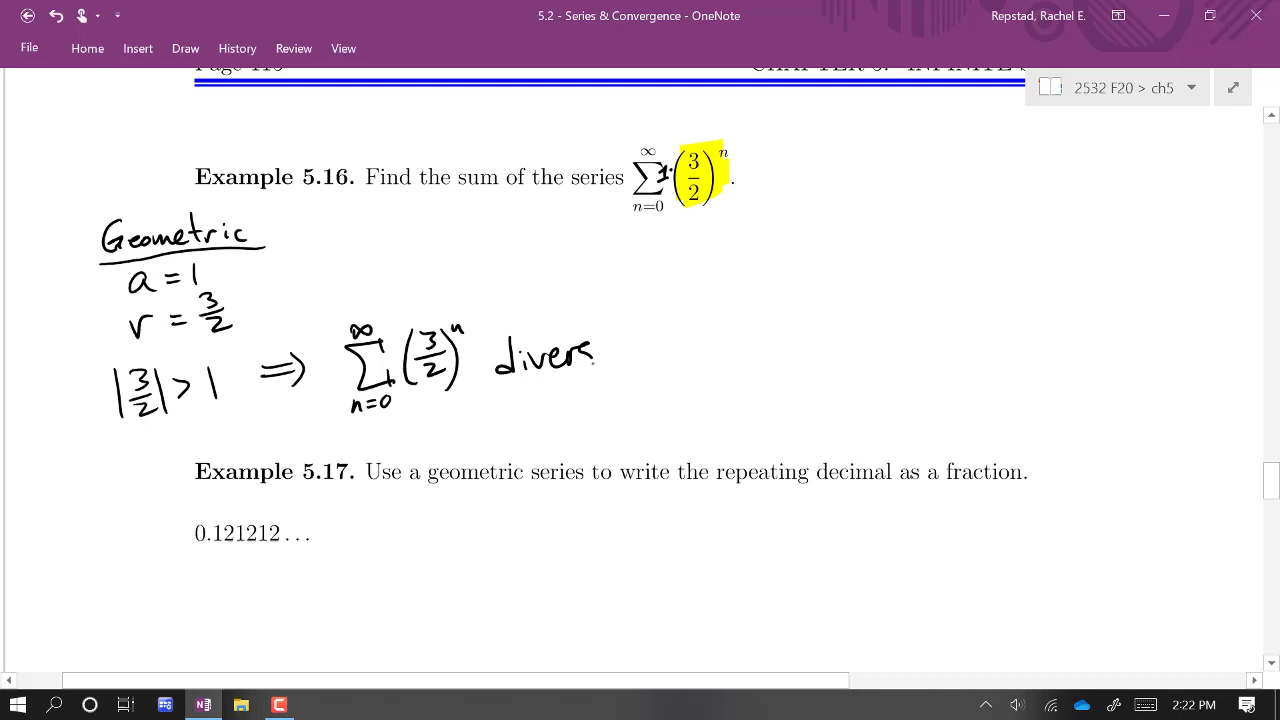 5.2 - Series & Convergence - OneNote
Repstad, Rachel E.
File Home Insert Draw History Review View
2532 F20 > ch5
Example 5.16. Find the sum of the series ∑_{n=0}^{∞} 1·(3/2)^n.
Geometric
a = 1
r = 3/2
|3/2| > 1 ⟹ ∑_{n=0}^{∞} (3/2)^n divers
Example 5.17. Use a geometric series to write the repeating decimal as a fraction.
0.121212 . . .
2:22 PM